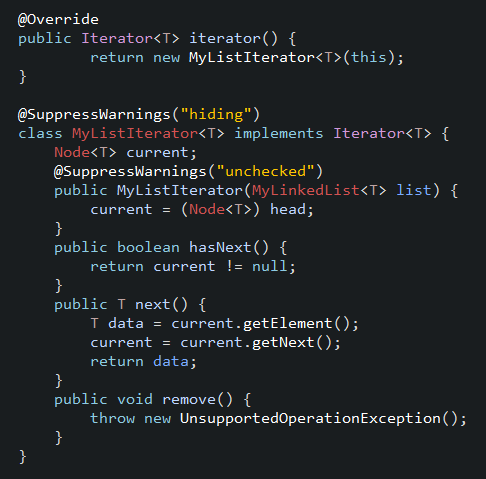 @Override
public Iterator<T> iterator() {
        return new MyListIterator<T>(this);
}

@SuppressWarnings("hiding")
class MyListIterator<T> implements Iterator<T> {
    Node<T> current;
    @SuppressWarnings("unchecked")
    public MyListIterator(MyLinkedList<T> list) {
        current = (Node<T>) head;
    }
    public boolean hasNext() {
        return current != null;
    }
    public T next() {
        T data = current.getElement();
        current = current.getNext();
        return data;
    }
    public void remove() {
        throw new UnsupportedOperationException();
    }
}